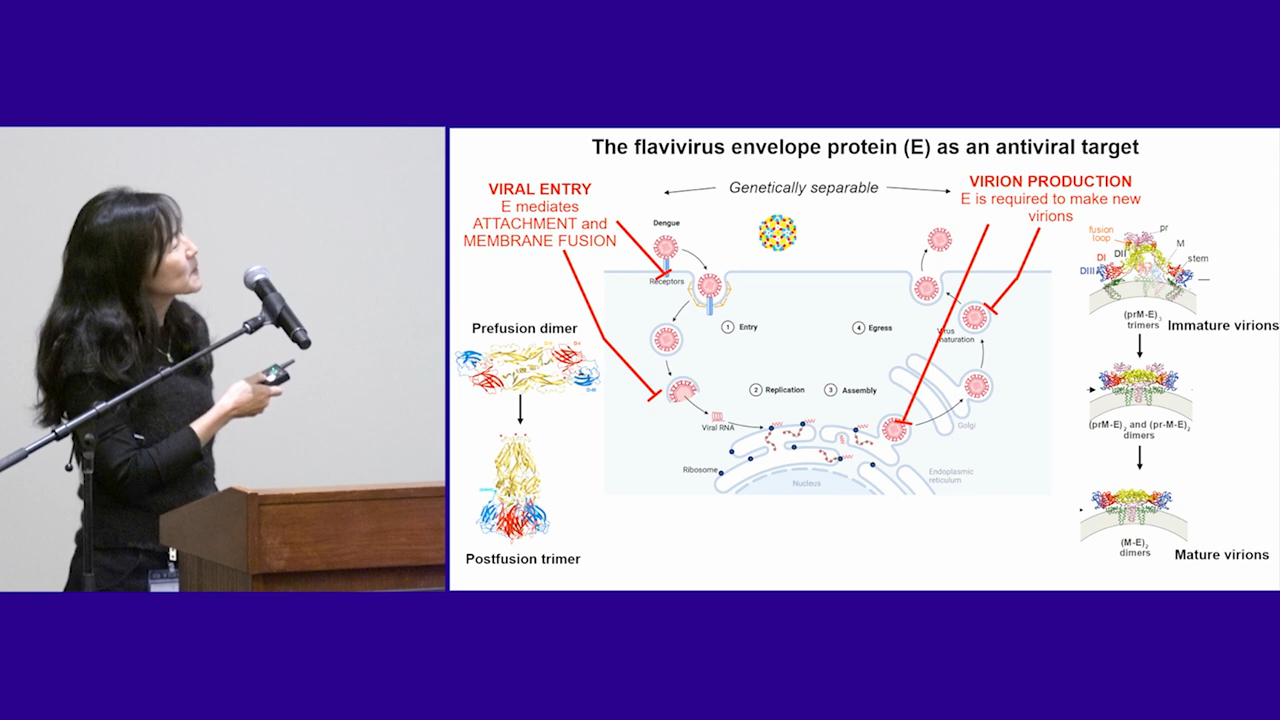 The flavivirus envelope protein (E) as an antiviral target
VIRAL ENTRY
E mediates
ATTACHMENT and
MEMBRANE FUSION
Genetically separable
VIRION PRODUCTION
E is required to make new
virions
Dengue
Receptors
1 Entry
4 Egress
Virus
maturation
2 Replication
3 Assembly
Viral RNA
Ribosome
Nucleus
Golgi
Endoplasmic
reticulum
Prefusion dimer
Postfusion trimer
fusion
loop
pr
DI
DII
M
stem
DIII
(prM-E)3
trimers
Immature virions
(prM-E)2 and (pr-M-E)2
dimers
(M-E)2
dimers
Mature virions